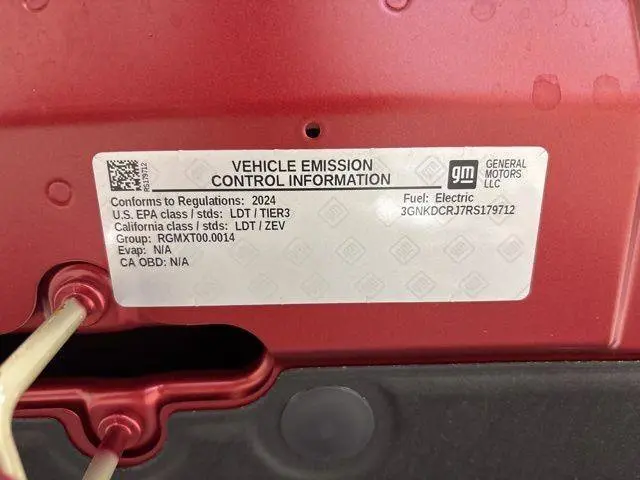 RS179712
VEHICLE EMISSION
CONTROL INFORMATION
gm
GENERAL
MOTORS
LLC
Conforms to Regulations: 2024
U.S. EPA class / stds: LDT / TIER3
California class / stds: LDT / ZEV
Group: RGMXT00.0014
Evap: N/A
CA OBD: N/A
Fuel: Electric
3GNKDCRJ7RS179712